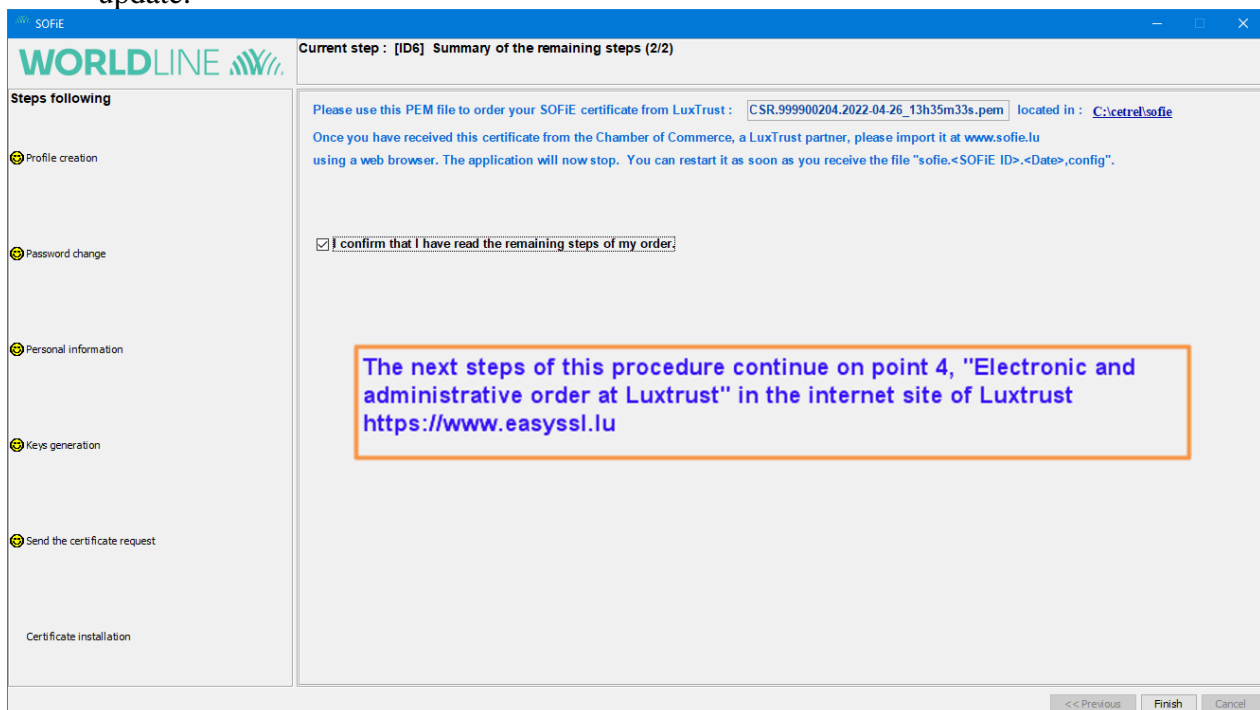 update.
SOFiE
WORLDLINE
Current step : [ID6] Summary of the remaining steps (2/2)
Steps following
Profile creation
Password change
Personal information
Keys generation
Send the certificate request
Certificate installation
Please use this PEM file to order your SOFiE certificate from LuxTrust : CSR.999900204.2022-04-26_13h35m33s.pem located in : C:\cetrel\sofie
Once you have received this certificate from the Chamber of Commerce, a LuxTrust partner, please import it at www.sofie.lu
using a web browser. The application will now stop. You can restart it as soon as you receive the file "sofie.<SOFiE ID>.<Date>,config".
I confirm that I have read the remaining steps of my order.
The next steps of this procedure continue on point 4, "Electronic and
administrative order at Luxtrust" in the internet site of Luxtrust
https://www.easyssl.lu
<< Previous Finish Cancel